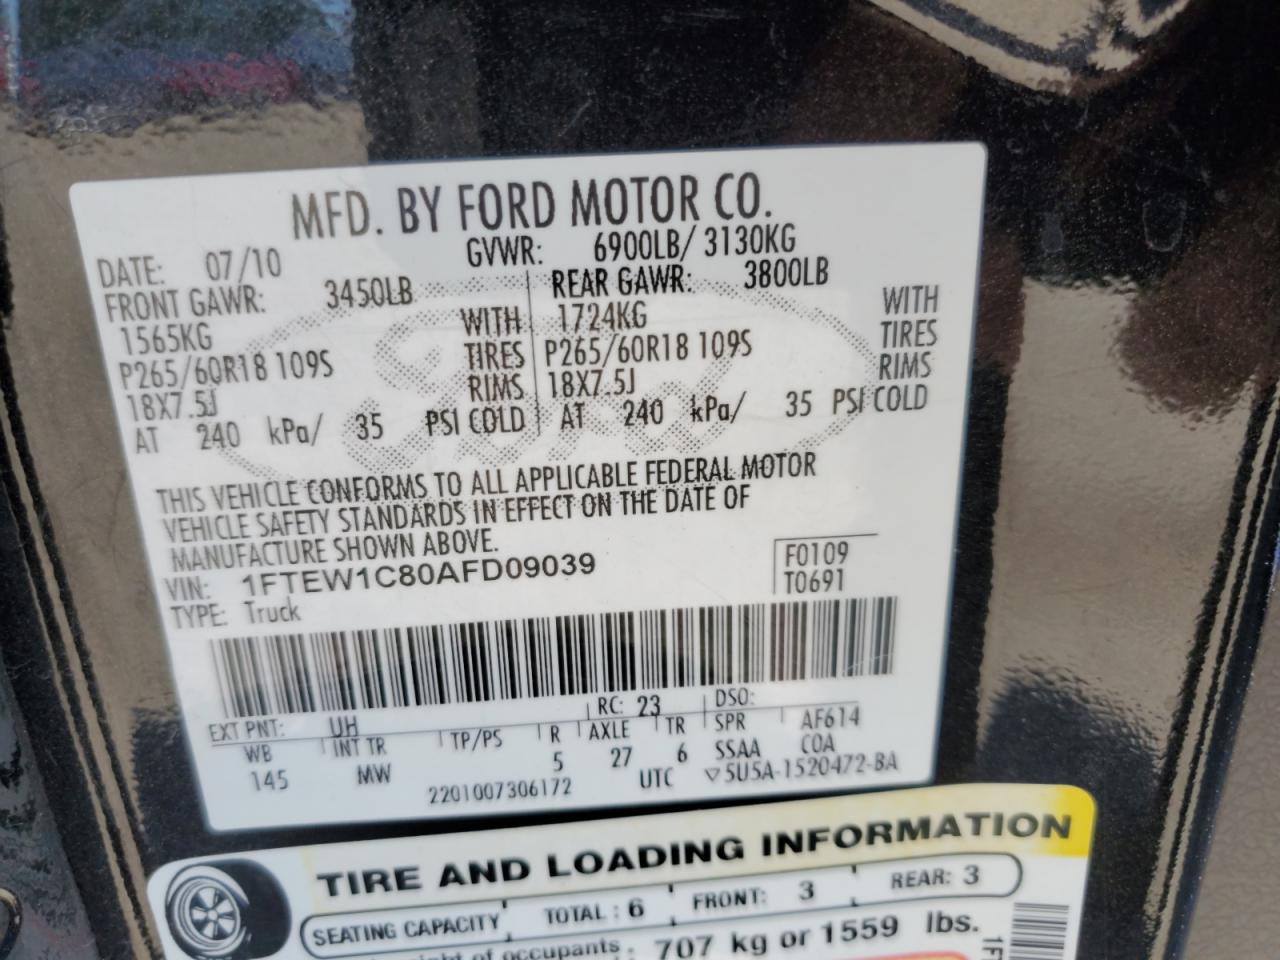 MFD. BY FORD MOTOR CO.
DATE: 07/10 GVWR: 6900LB/ 3130KG
FRONT GAWR: 3450LB REAR GAWR: 3800LB
1565KG WITH 1724KG WITH
P265/60R18 109S TIRES P265/60R18 109S TIRES
18X7.5J RIMS 18X7.5J RIMS
AT 240 kPa/ 35 PSI COLD AT 240 kPa/ 35 PSI COLD
THIS VEHICLE CONFORMS TO ALL APPLICABLE FEDERAL MOTOR
VEHICLE SAFETY STANDARDS IN EFFECT ON THE DATE OF
MANUFACTURE SHOWN ABOVE.
VIN: 1FTEW1C80AFD09039 F0109
TYPE: Truck T0691
EXT PNT: UH RC: 23 DSO:
WB INT TR TP/PS R AXLE TR SPR AF614
145 MW 5 27 6 SSAA COA
2201007306172 UTC ▽5U5A-1520472-BA
TIRE AND LOADING INFORMATION
SEATING CAPACITY TOTAL : 6 FRONT: 3 REAR: 3
of occupants 707 kg or 1559 lbs.